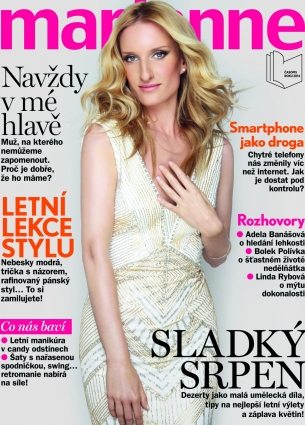 marianne
ČASOPIS
ROKU 2014
Navždy
v mé
hlavě
Muž, na kterého
nemůžeme
zapomenout.
Proč je dobře,
že ho máme?
LETNÍ
LEKCE
STYLU
Nebesky modrá,
trička s názorem,
rafinovaný pánský
styl... To si
zamilujete!
Co nás baví
• Letní manikúra
v candy odstínech
• Šaty s nařasenou
spodničkou, swing...
retromanie nabírá
na síle!
Smartphone
jako droga
Chytré telefony
nás změnily víc
než internet. Jak
je dostat pod
kontrolu?
Rozhovory
• Adela Banášová
o hledání lehkosti
• Bolek Polívka
o šťastném životě
nedělňátka
• Linda Rybová
o mýtu
dokonalosti
SLADKÝ
SRPEN
Dezerty jako malá umělecká díla,
tipy na nejlepší letní výlety
a záplava květin!